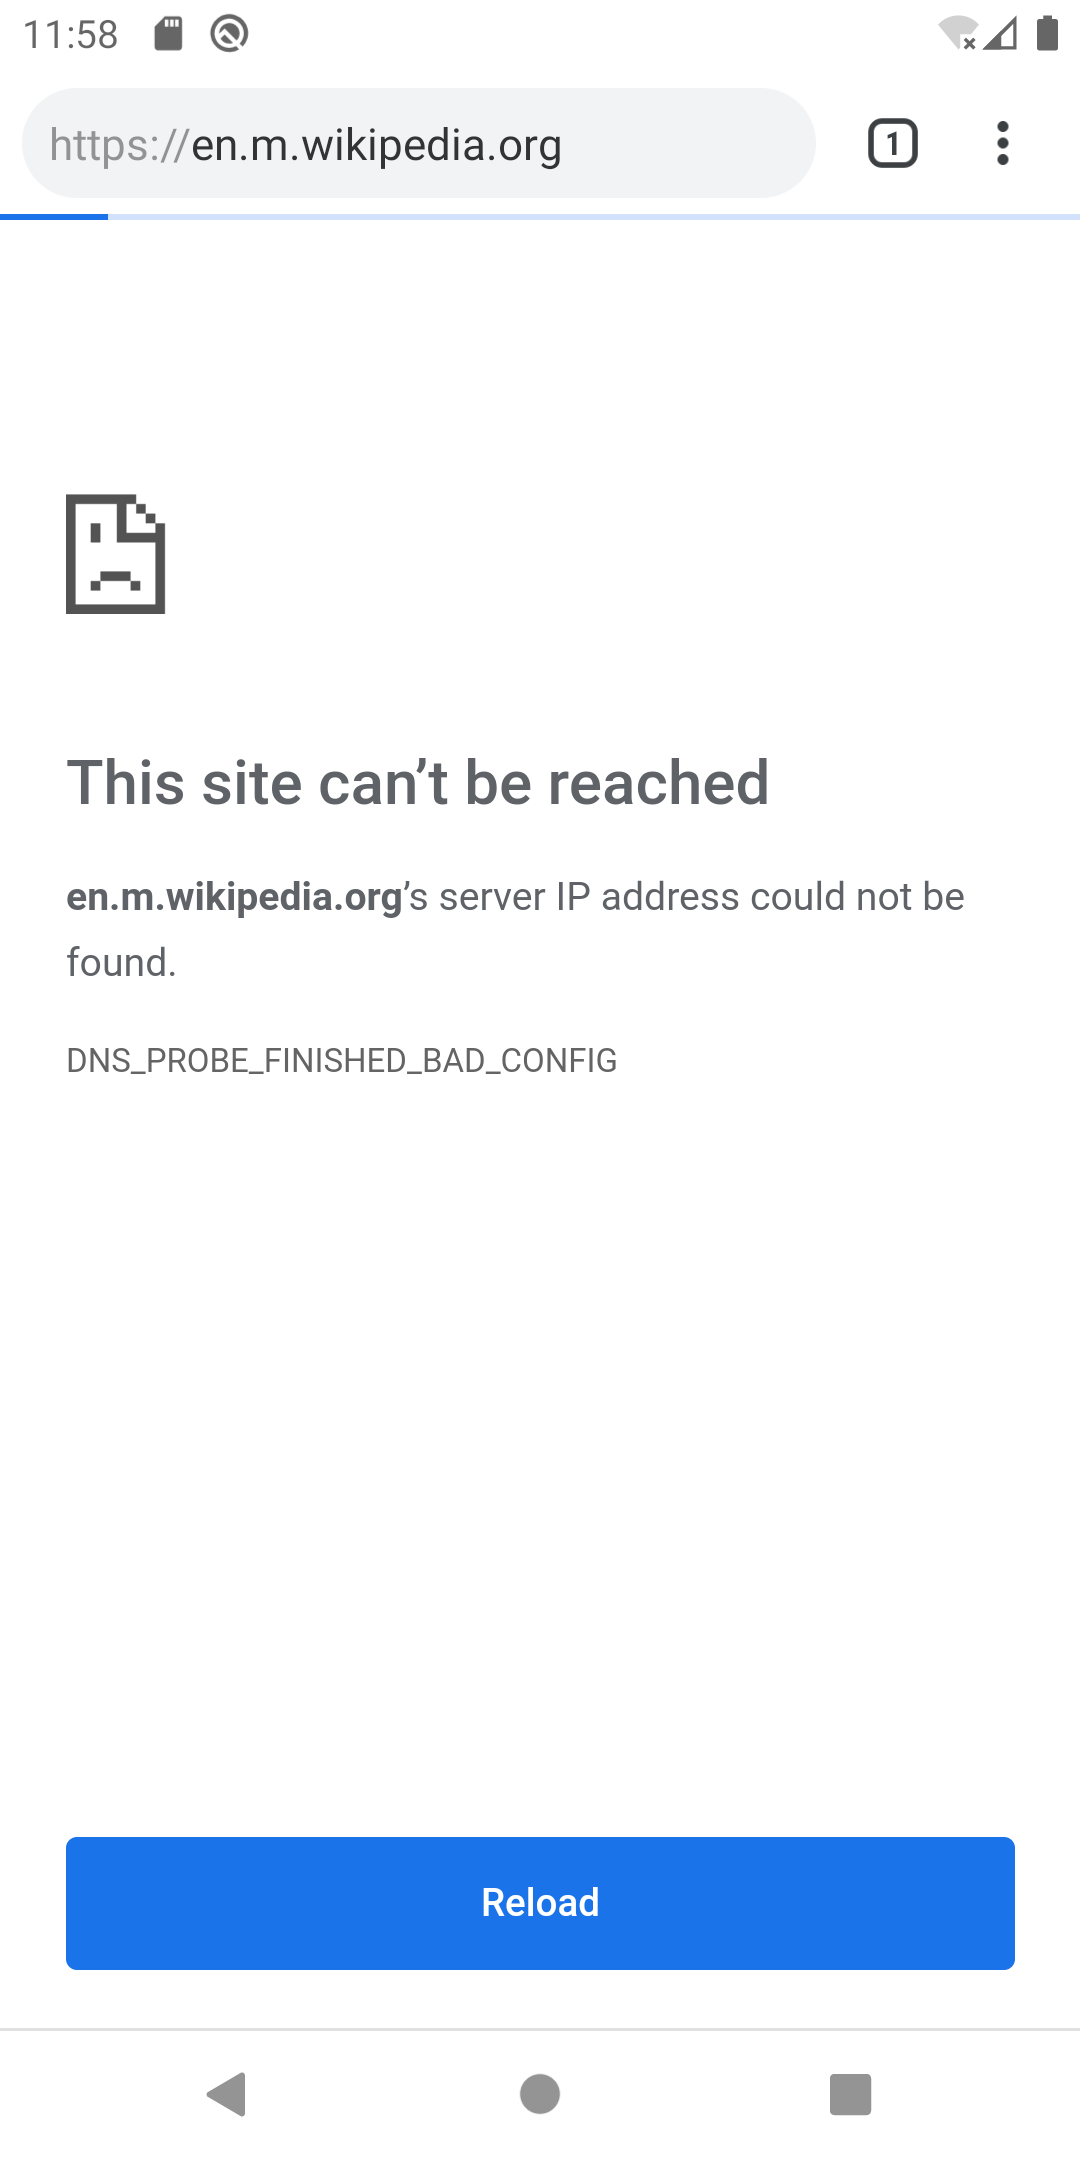 11:58
https://en.m.wikipedia.org
1
This site can’t be reached
en.m.wikipedia.org’s server IP address could not be
found.
DNS_PROBE_FINISHED_BAD_CONFIG
Reload